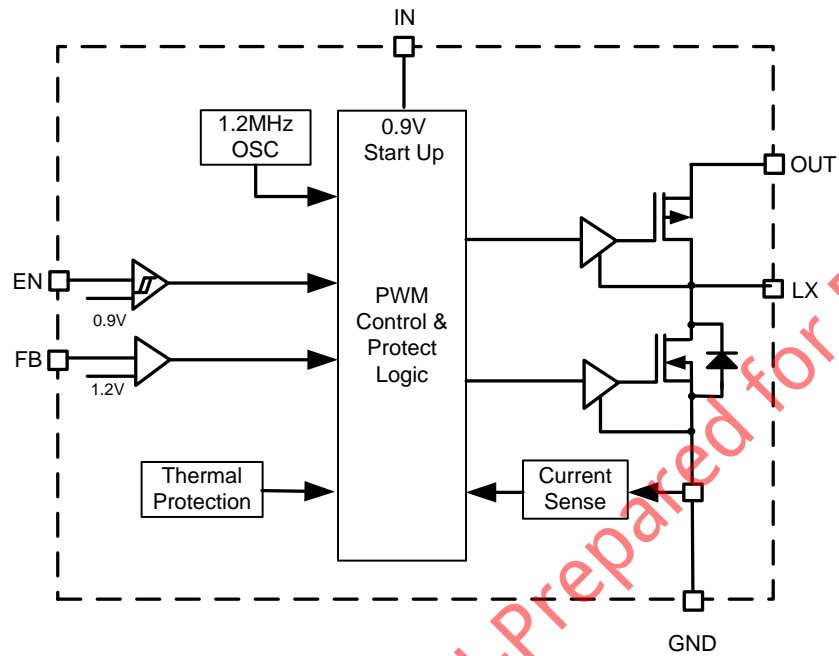 IN
1.2MHz
OSC
0.9V
Start Up
OUT
EN
0.9V
LX
PWM
Control &
Protect
Logic
FB
1.2V
Thermal
Protection
Current
Sense
GND
Prepared for